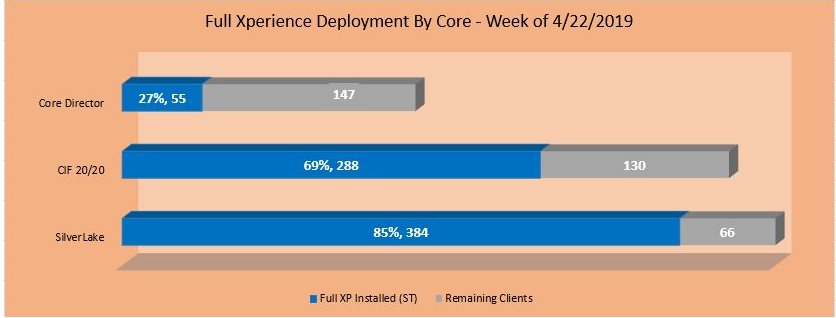 Full Xperience Deployment By Core - Week of 4/22/2019
Core Director
27%, 55
147
CIF 20/20
69%, 288
130
SilverLake
85%, 384
66
Full XP Installed (ST)
Remaining Clients